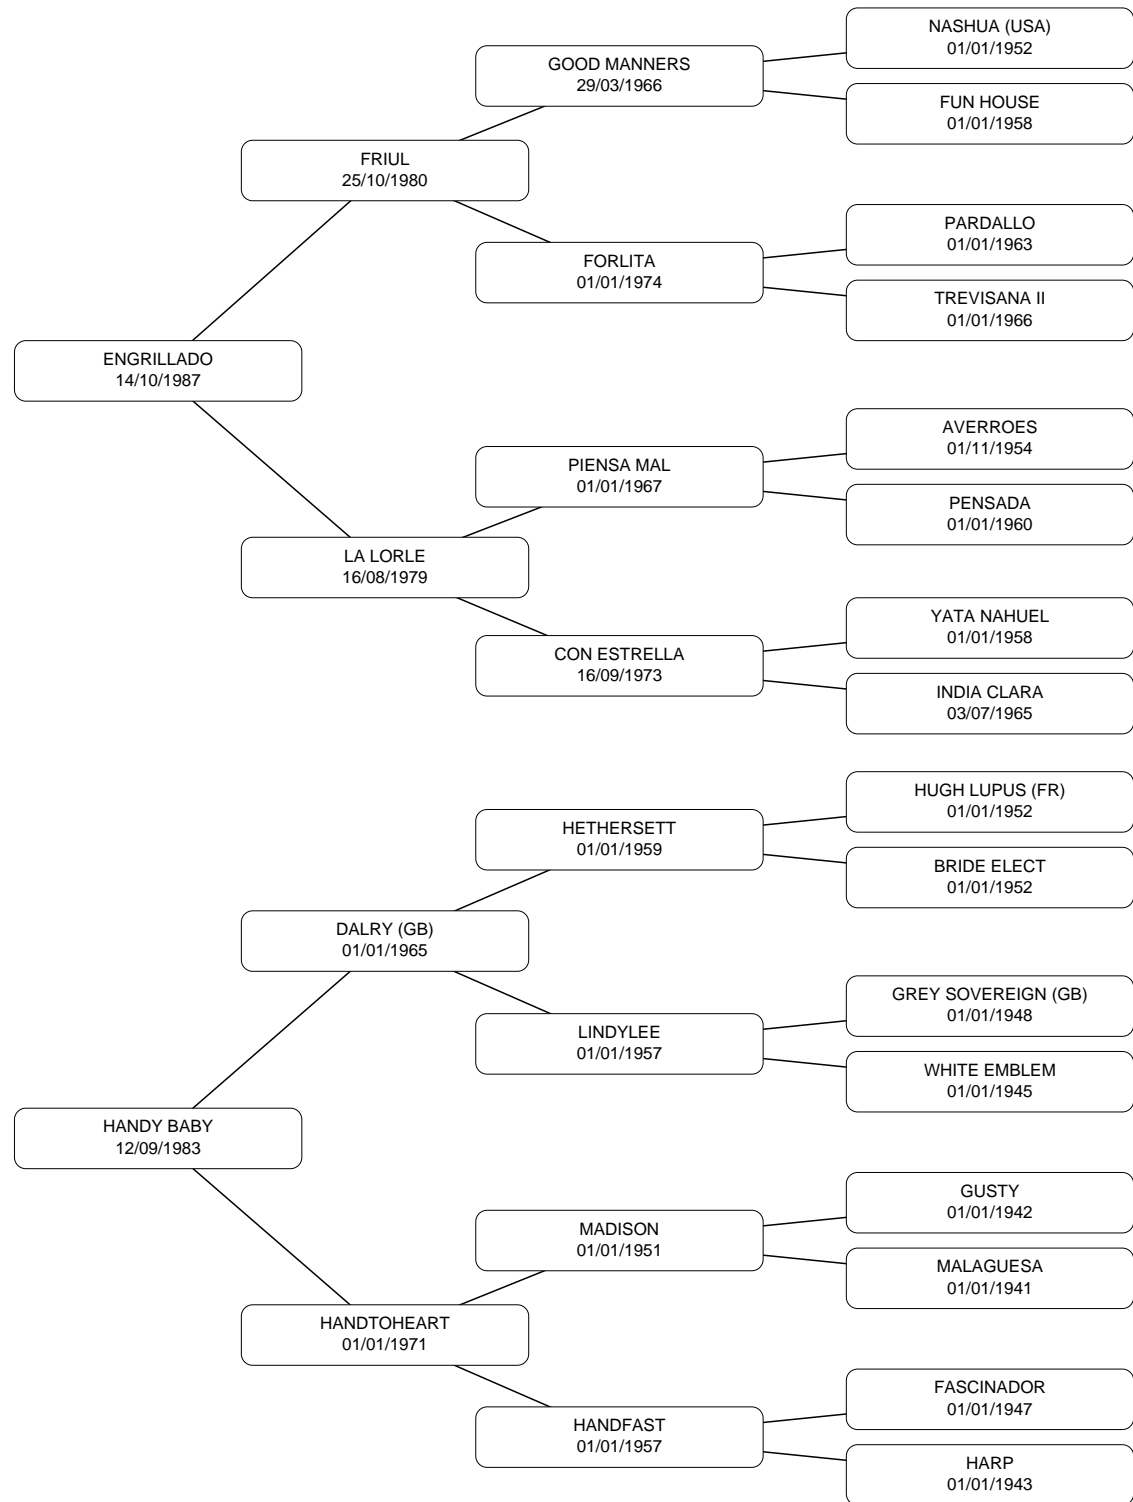 NASHUA (USA)
01/01/1952
GOOD MANNERS
29/03/1966
FUN HOUSE
01/01/1958
FRIUL
25/10/1980
PARDALLO
01/01/1963
FORLITA
01/01/1974
TREVISANA II
01/01/1966
ENGRILLADO
14/10/1987
AVERROES
01/11/1954
PIENSA MAL
01/01/1967
PENSADA
01/01/1960
LA LORLE
16/08/1979
YATA NAHUEL
01/01/1958
CON ESTRELLA
16/09/1973
INDIA CLARA
03/07/1965
HUGH LUPUS (FR)
01/01/1952
HETHERSETT
01/01/1959
BRIDE ELECT
01/01/1952
DALRY (GB)
01/01/1965
GREY SOVEREIGN (GB)
01/01/1948
LINDYLEE
01/01/1957
WHITE EMBLEM
01/01/1945
HANDY BABY
12/09/1983
GUSTY
01/01/1942
MADISON
01/01/1951
MALAGUESA
01/01/1941
HANDTOHEART
01/01/1971
FASCINADOR
01/01/1947
HANDFAST
01/01/1957
HARP
01/01/1943